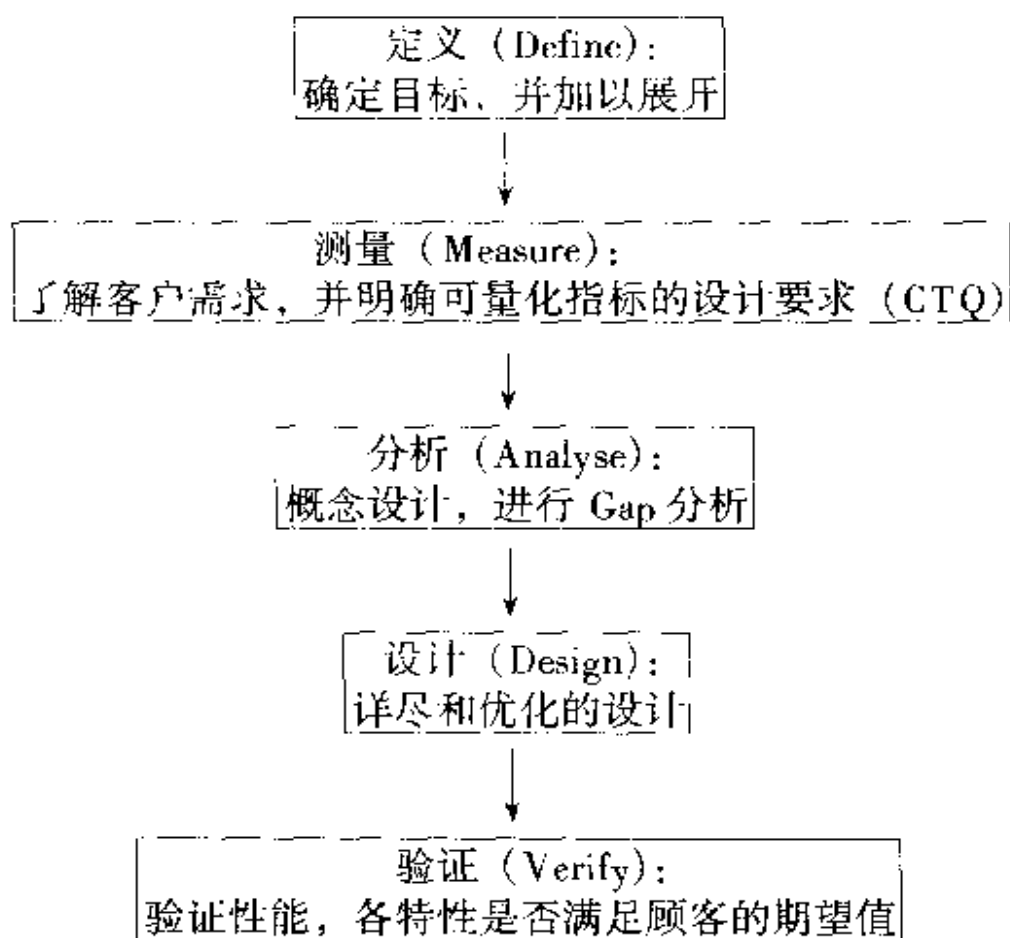 定义（Define）：
确定目标、并加以展开
测量（Measure）：
了解客户需求，并明确可量化指标的设计要求（CTQ）
分析（Analyse）：
概念设计，进行 Gap 分析
设计（Design）：
详尽和优化的设计
验证（Verify）：
验证性能，各特性是否满足顾客的期望值